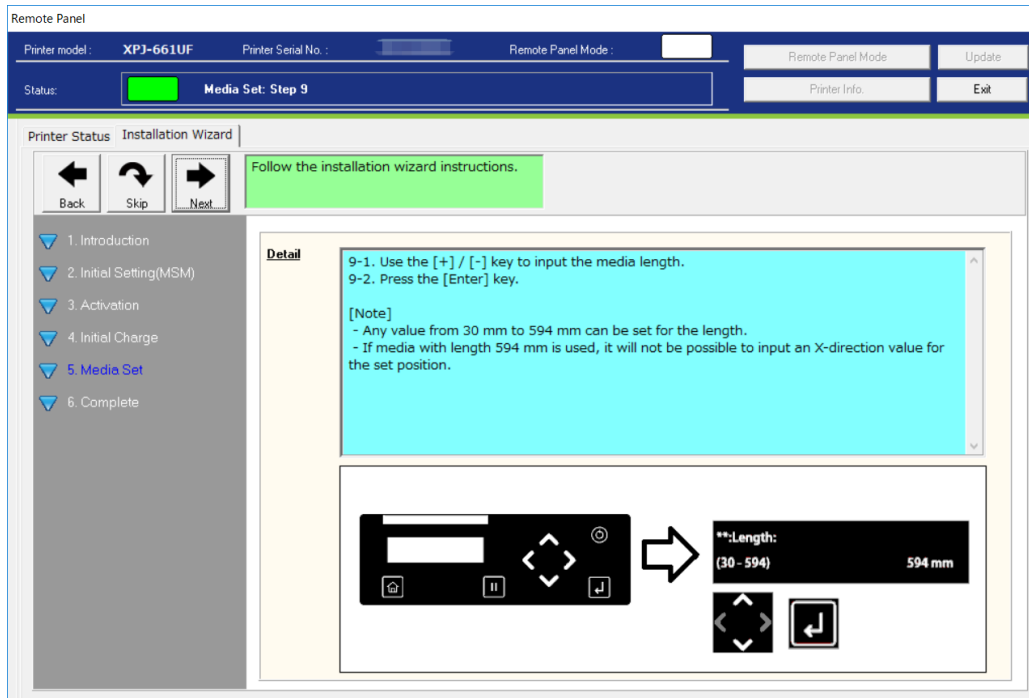 Remote Panel
Printer model : XPJ-661UF Printer Serial No. : Remote Panel Mode :
Remote Panel Mode Update
Status: Media Set: Step 9
Printer Info. Exit
Printer Status Installation Wizard
Back Skip Next
Follow the installation wizard instructions.
1. Introduction
2. Initial Setting(MSM)
3. Activation
4. Initial Charge
5. Media Set
6. Complete
Detail
9-1. Use the [+] / [-] key to input the media length.
9-2. Press the [Enter] key.
[Note]
- Any value from 30 mm to 594 mm can be set for the length.
- If media with length 594 mm is used, it will not be possible to input an X-direction value for
the set position.
**:Length:
(30 - 594) 594 mm